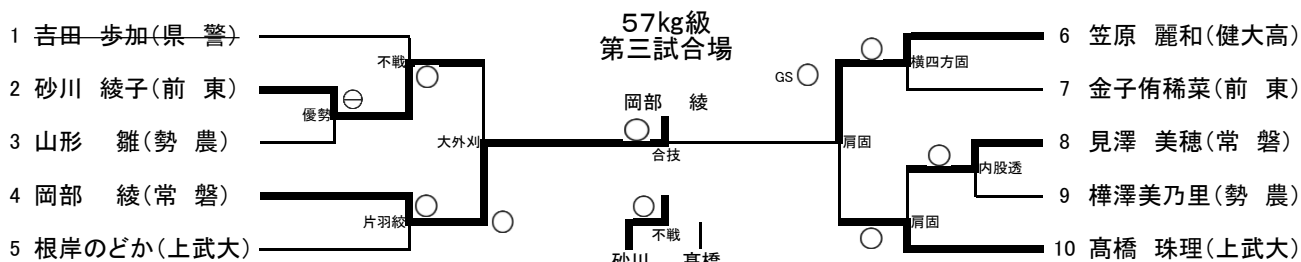 57kg級
第三試合場
1 吉田 歩加(県 警)
不戦
2 砂川 綾子(前 東)
優勢
3 山形 雛(勢 農)
大外刈
4 岡部 綾(常 磐)
片羽絞
5 根岸のどか(上武大)
岡部 綾
合技
不戦
砂川 髙橋
GS
6 笠原 麗和(健大高)
横四方固
7 金子侑稀菜(前 東)
肩固
8 見澤 美穂(常 磐)
内股透
9 樺澤美乃里(勢 農)
肩固
10 髙橋 珠理(上武大)